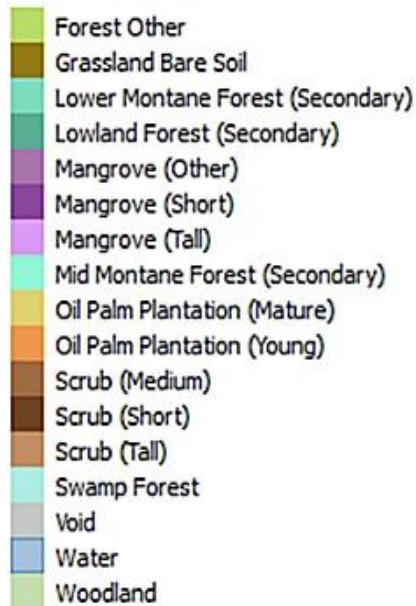 Forest Other
Grassland Bare Soil
Lower Montane Forest (Secondary)
Lowland Forest (Secondary)
Mangrove (Other)
Mangrove (Short)
Mangrove (Tall)
Mid Montane Forest (Secondary)
Oil Palm Plantation (Mature)
Oil Palm Plantation (Young)
Scrub (Medium)
Scrub (Short)
Scrub (Tall)
Swamp Forest
Void
Water
Woodland